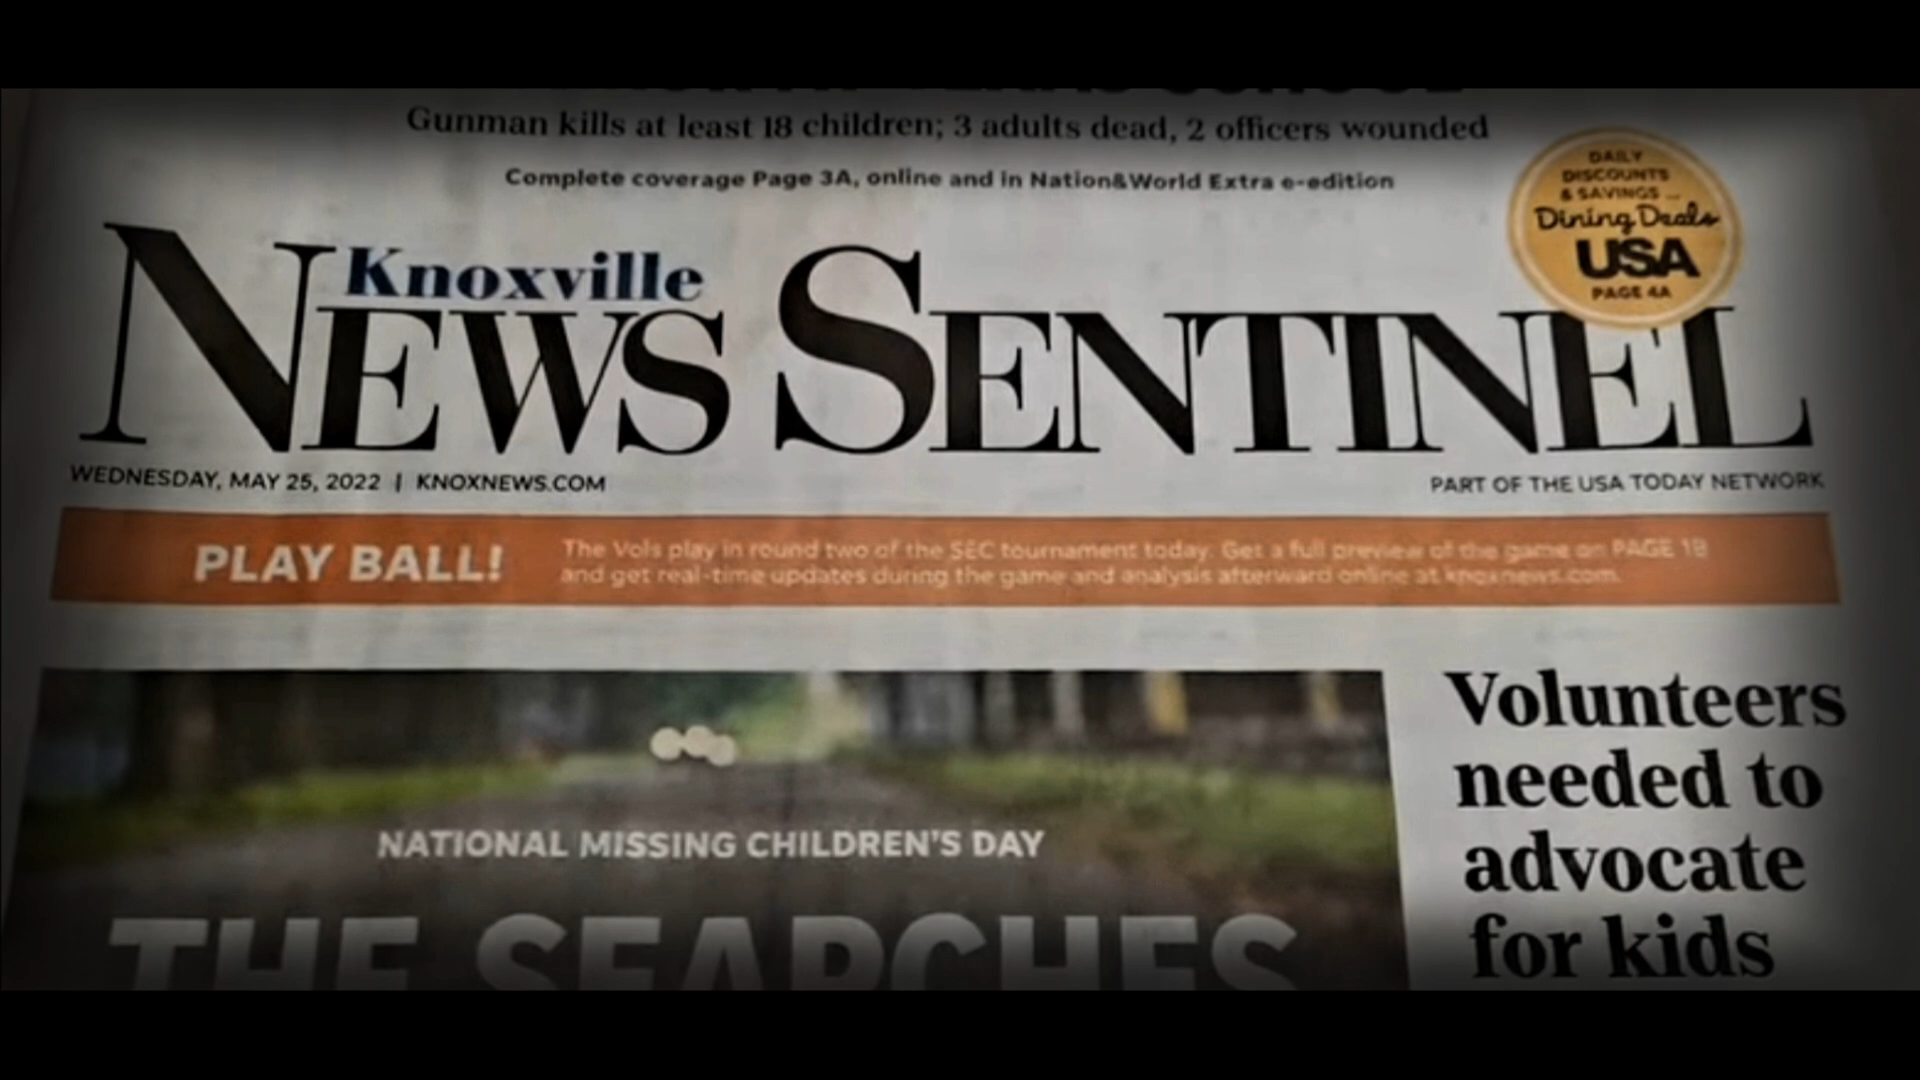 Gunman kills at least 18 children; 3 adults dead, 2 officers wounded
Complete coverage Page 3A, online and in Nation&World Extra e-edition
DAILY
DISCOUNTS
& SAVINGS ...
Dining Deals
USA
PAGE 4A
Knoxville
NEWS SENTINEL
WEDNESDAY, MAY 25, 2022 | KNOXNEWS.COM
PART OF THE USA TODAY NETWORK
PLAY BALL!
The Vols play in round two of the SEC tournament today. Get a full preview of the game on PAGE 1B
and get real-time updates during the game and analysis afterward online at knoxnews.com.
NATIONAL MISSING CHILDREN'S DAY
THE SEARCHES
Volunteers
needed to
advocate
for kids